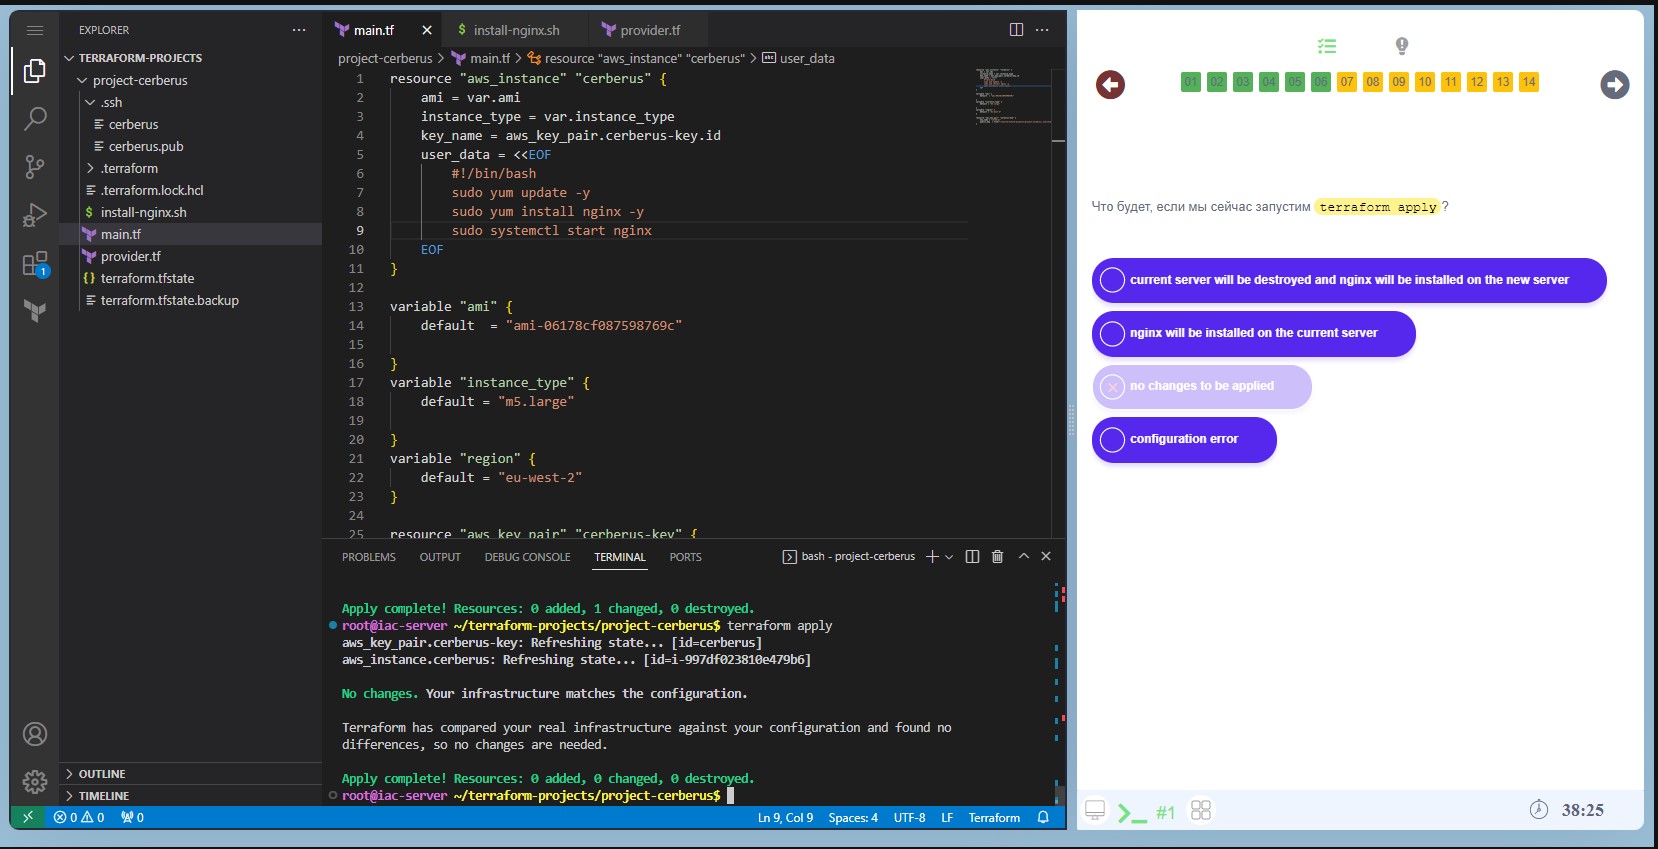 EXPLORER
TERRAFORM-PROJECTS
project-cerberus
.ssh
cerberus
cerberus.pub
.terraform
.terraform.lock.hcl
install-nginx.sh
main.tf
provider.tf
terraform.tfstate
terraform.tfstate.backup
OUTLINE
TIMELINE
1
main.tf
install-nginx.sh
provider.tf
project-cerberus > main.tf > resource "aws_instance" "cerberus" > user_data
1 resource "aws_instance" "cerberus" {
2 ami = var.ami
3 instance_type = var.instance_type
4 key_name = aws_key_pair.cerberus-key.id
5 user_data = <<EOF
6 #!/bin/bash
7 sudo yum update -y
8 sudo yum install nginx -y
9 sudo systemctl start nginx
10 EOF
11 }
12
13 variable "ami" {
14 default = "ami-06178cf087598769c"
15
16 }
17 variable "instance_type" {
18 default = "m5.large"
19
20 }
21 variable "region" {
22 default = "eu-west-2"
23 }
24
25 resource "aws_key_pair" "cerberus-key" {
PROBLEMS OUTPUT DEBUG CONSOLE TERMINAL PORTS
bash - project-cerberus
Apply complete! Resources: 0 added, 1 changed, 0 destroyed.
root@iac-server ~/terraform-projects/project-cerberus$ terraform apply
aws_key_pair.cerberus-key: Refreshing state... [id=cerberus]
aws_instance.cerberus: Refreshing state... [id=i-997df023810e479b6]
No changes. Your infrastructure matches the configuration.
Terraform has compared your real infrastructure against your configuration and found no
differences, so no changes are needed.
Apply complete! Resources: 0 added, 0 changed, 0 destroyed.
root@iac-server ~/terraform-projects/project-cerberus$
0 0 0
Ln 9, Col 9 Spaces: 4 UTF-8 LF Terraform
01 02 03 04 05 06 07 08 09 10 11 12 13 14
Что будет, если мы сейчас запустим terraform apply ?
current server will be destroyed and nginx will be installed on the new server
nginx will be installed on the current server
no changes to be applied
configuration error
#1
38:25